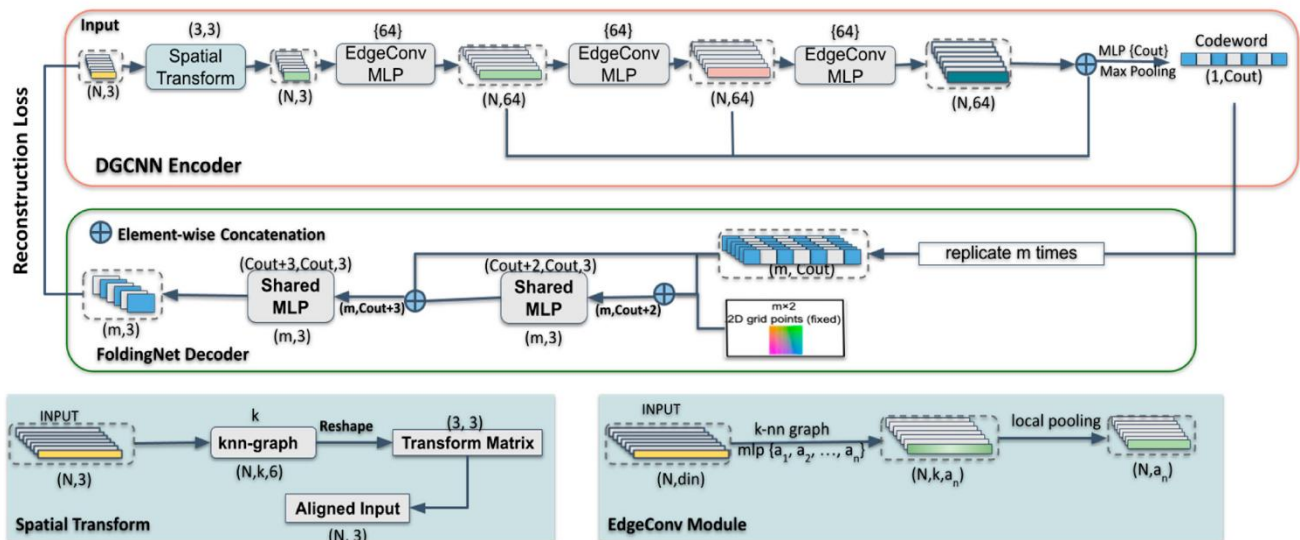 Input
(3,3)
{64}
{64}
{64}
Spatial
Transform
EdgeConv
MLP
EdgeConv
MLP
EdgeConv
MLP
MLP {Cout}
Max Pooling
Codeword
(1,Cout)
(N,3)
(N,3)
(N,64)
(N,64)
(N,64)
DGCNN Encoder
Reconstruction Loss
Element-wise Concatenation
replicate m times
(m, Cout)
(Cout+3,Cout,3)
(Cout+2,Cout,3)
Shared
MLP
(m,Cout+3)
Shared
MLP
(m,Cout+2)
m×2
2D grid points (fixed)
(m,3)
(m,3)
(m,3)
FoldingNet Decoder
INPUT
k
(3, 3)
knn-graph
Reshape
Transform Matrix
(N,3)
(N,k,6)
Aligned Input
(N, 3)
Spatial Transform
INPUT
k-nn graph
mlp {a₁, a₂, ..., aₙ}
local pooling
(N,din)
(N,k,aₙ)
(N,aₙ)
EdgeConv Module